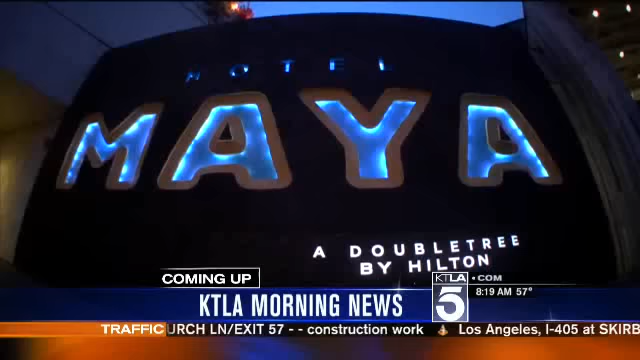 HOTEL
MAYA
A DOUBLETREE
BY HILTON
COMING UP
KTLA MORNING NEWS
KTLA .COM
5
8:19 AM 57°
TRAFFIC URCH LN/EXIT 57 - - construction work Los Angeles, I-405 at SKIRB